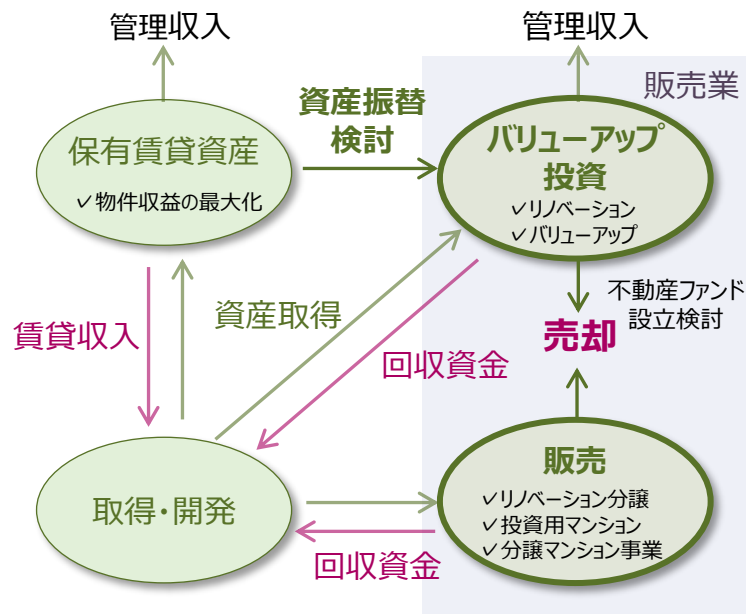 管理収入
管理収入
販売業
資産振替
検討
保有賃貸資産
✓物件収益の最大化
バリューアップ
投資
✓リノベーション
✓バリューアップ
不動産ファンド
設立検討
資産取得
賃貸収入
売却
回収資金
販売
取得・開発
✓リノベーション分譲
✓投資用マンション
✓分譲マンション事業
回収資金